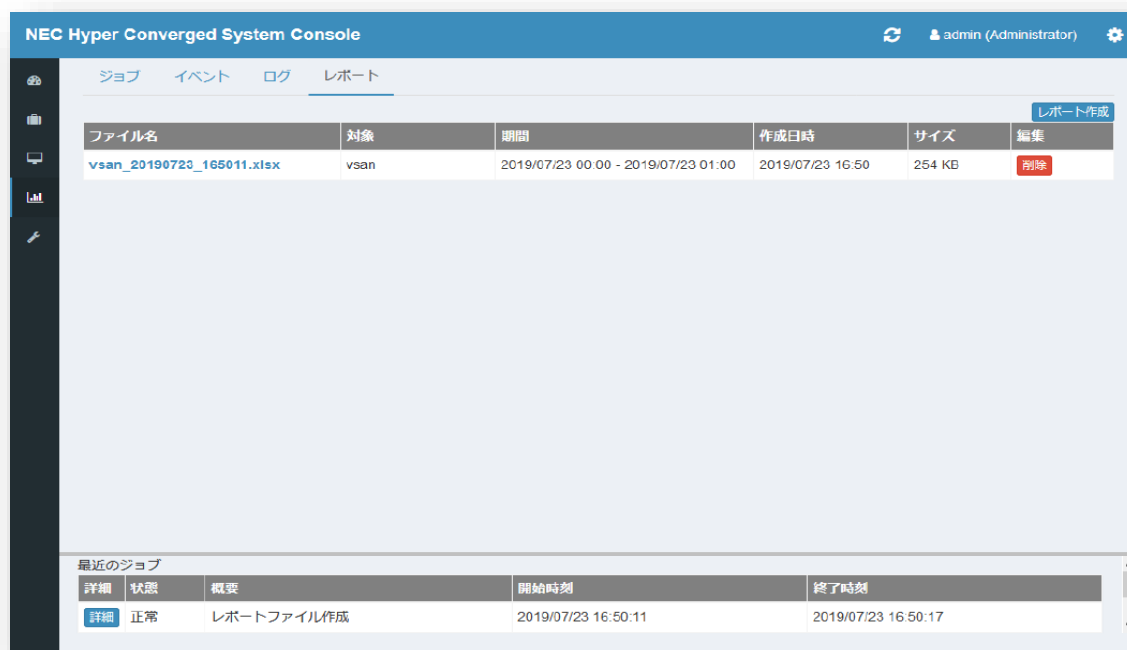 NEC Hyper Converged System Console admin (Administrator)
ジョブ イベント ログ レポート
レポート作成
ファイル名 対象 期間 作成日時 サイズ 編集
vsan_20190723_165011.xlsx vsan 2019/07/23 00:00 - 2019/07/23 01:00 2019/07/23 16:50 254 KB 削除
最近のジョブ
詳細 状態 概要 開始時刻 終了時刻
詳細 正常 レポートファイル作成 2019/07/23 16:50:11 2019/07/23 16:50:17